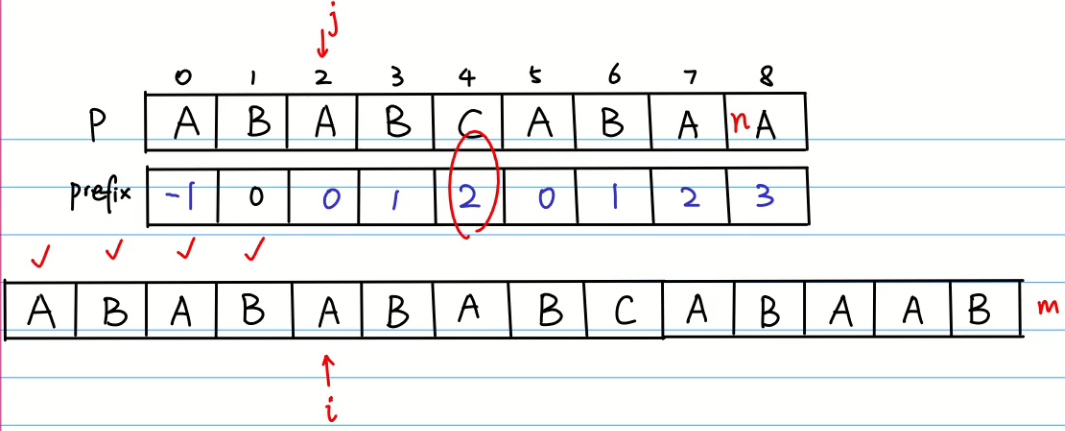 j
0 1 2 3 4 5 6 7 8
P A B A B C A B A n A
prefix -1 0 0 1 2 0 1 2 3
✓ ✓ ✓ ✓
A B A B A B A B C A B A A B m
i